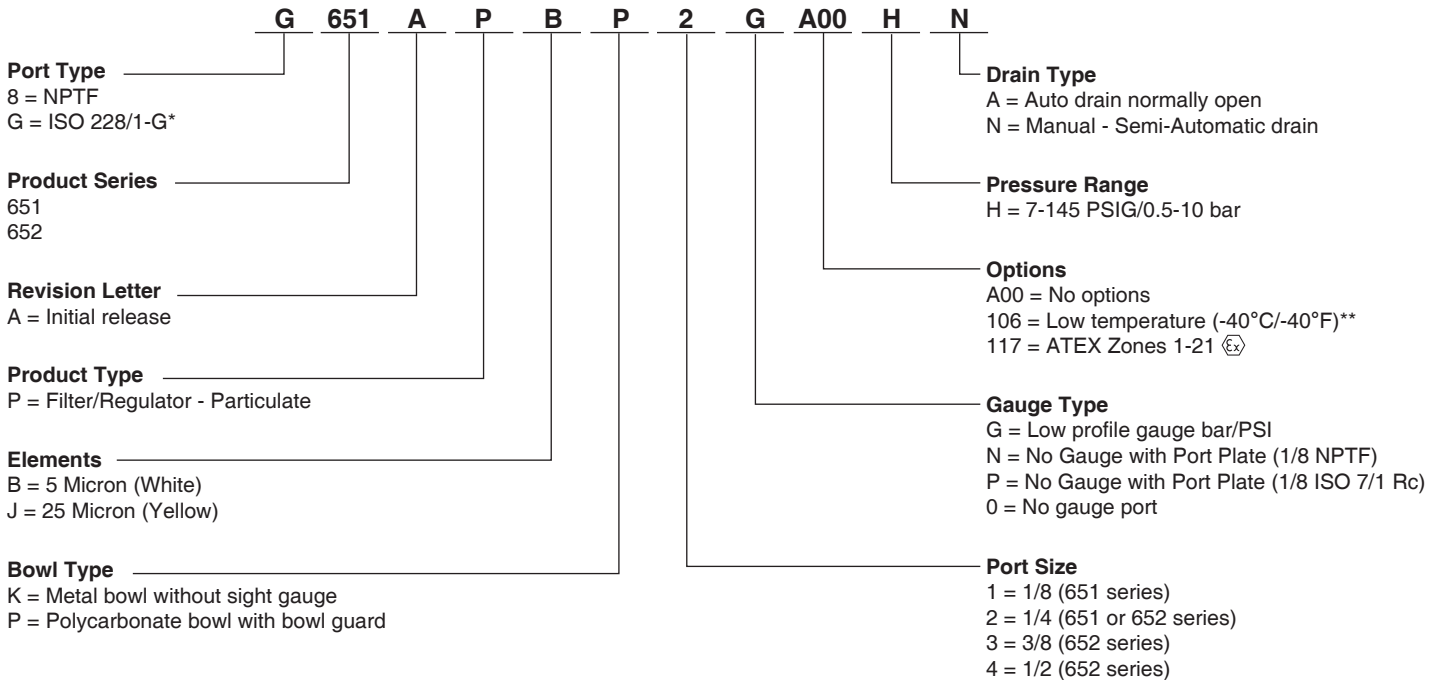 G 651 A P B P 2 G A00 H N
Port Type
8 = NPTF
G = ISO 228/1-G*
Product Series
651
652
Revision Letter
A = Initial release
Product Type
P = Filter/Regulator - Particulate
Elements
B = 5 Micron (White)
J = 25 Micron (Yellow)
Bowl Type
K = Metal bowl without sight gauge
P = Polycarbonate bowl with bowl guard
Drain Type
A = Auto drain normally open
N = Manual - Semi-Automatic drain
Pressure Range
H = 7-145 PSIG/0.5-10 bar
Options
A00 = No options
106 = Low temperature (-40°C/-40°F)**
117 = ATEX Zones 1-21 Ex
Gauge Type
G = Low profile gauge bar/PSI
N = No Gauge with Port Plate (1/8 NPTF)
P = No Gauge with Port Plate (1/8 ISO 7/1 Rc)
0 = No gauge port
Port Size
1 = 1/8 (651 series)
2 = 1/4 (651 or 652 series)
3 = 3/8 (652 series)
4 = 1/2 (652 series)